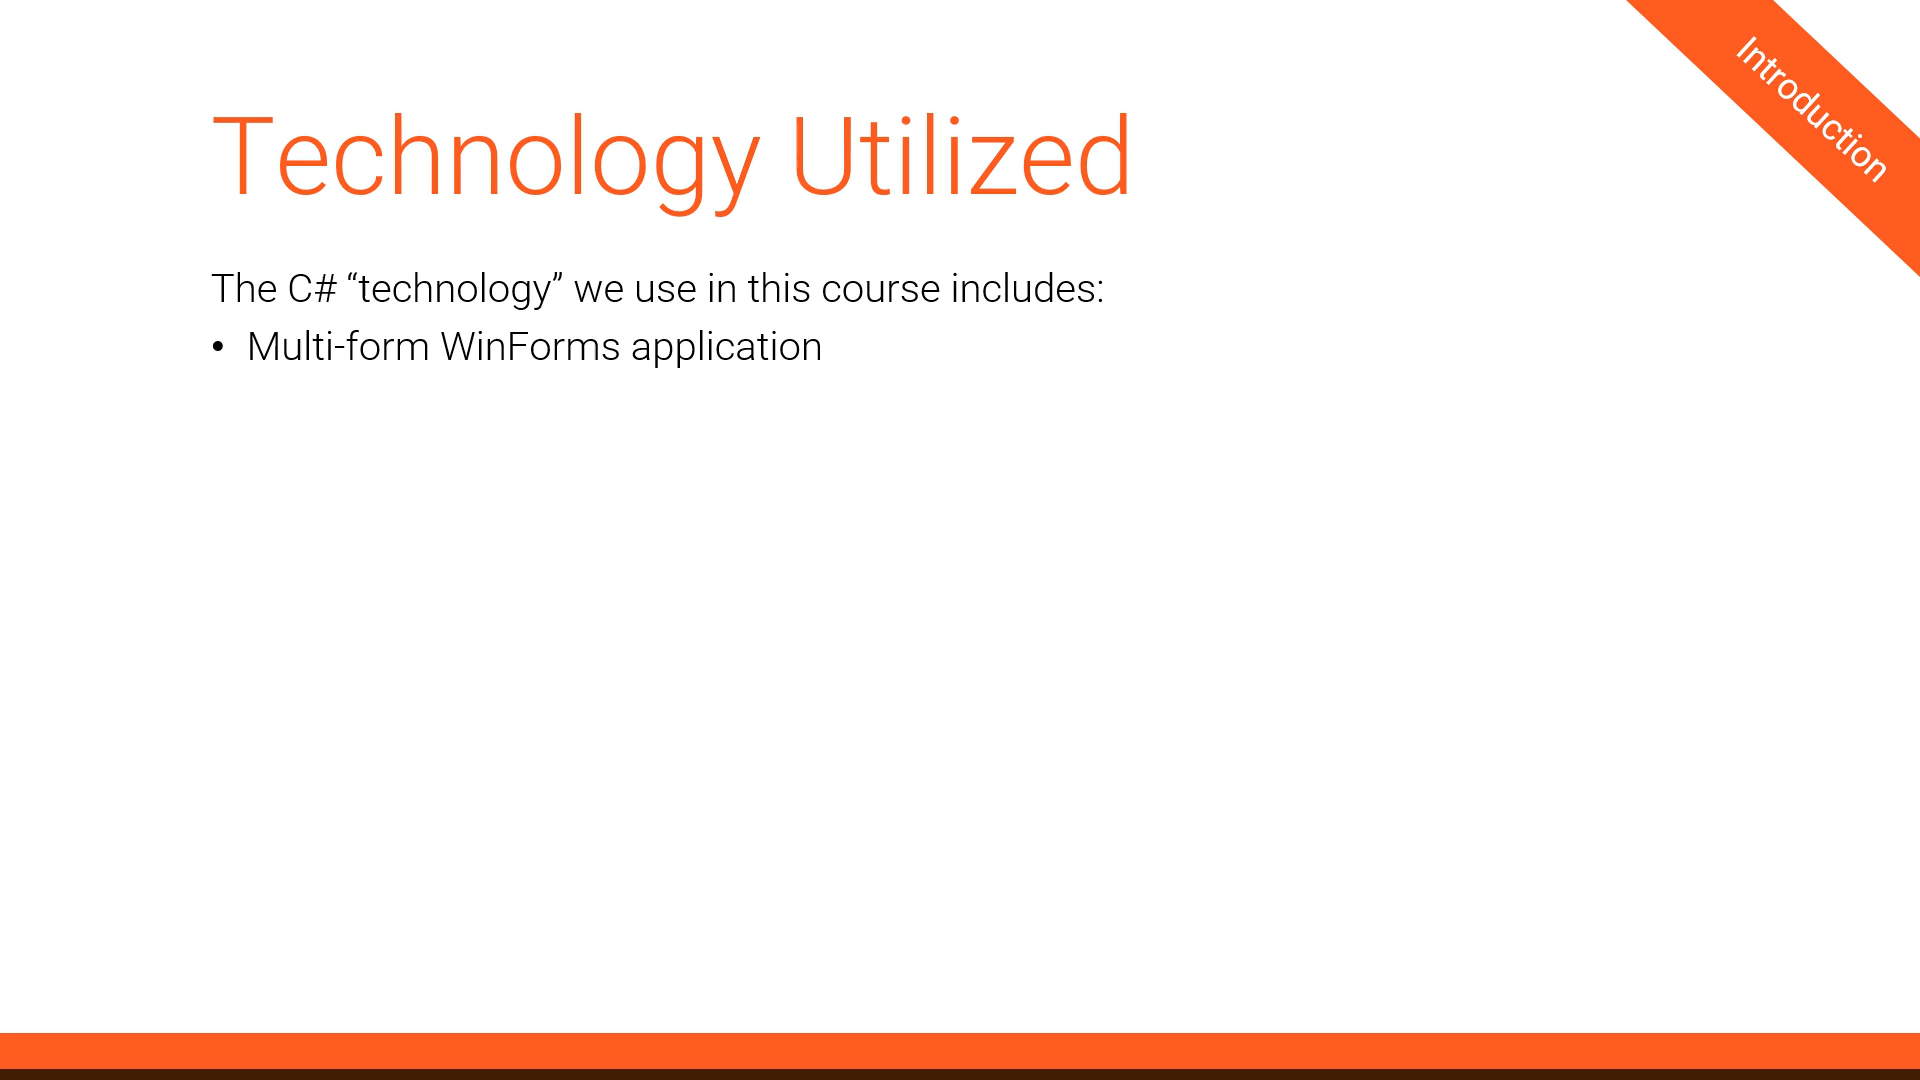 Introduction
Technology Utilized
The C# “technology” we use in this course includes:
• Multi-form WinForms application